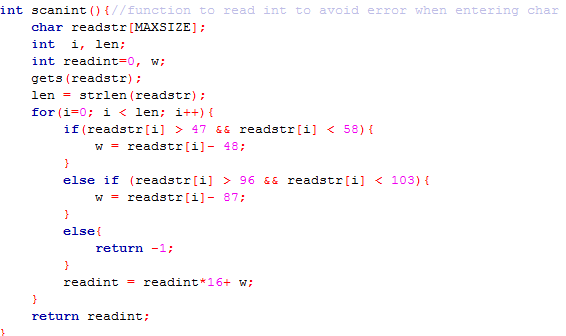 int scanint(){//function to read int to avoid error when entering char
    char readstr[MAXSIZE];
    int  i, len;
    int readint=0, w;
    gets(readstr);
    len = strlen(readstr);
    for(i=0; i < len; i++){
        if(readstr[i] > 47 && readstr[i] < 58){
            w = readstr[i]- 48;
        }
        else if (readstr[i] > 96 && readstr[i] < 103){
            w = readstr[i]- 87;
        }
        else{
            return -1;
        }
        readint = readint*16+ w;
    }
    return readint;
}